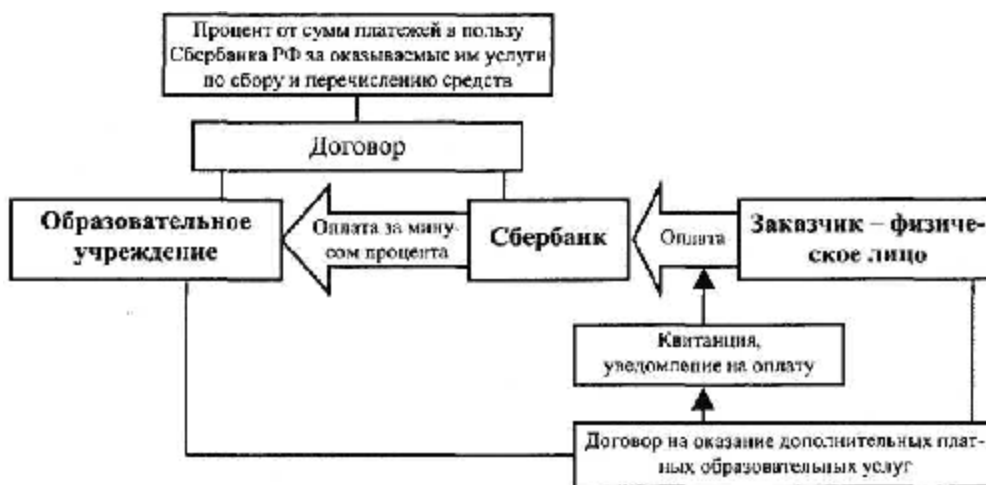 Процент от суммы платежей в пользу
Сбербанка РФ за оказываемые им услуги
по сбору и перечислению средств
Договор
Образовательное
учреждение
Оплата за мину-
сом процента
Сбербанк
Оплата
Заказчик – физиче-
ское лицо
Квитанция,
уведомление на оплату
Договор на оказание дополнительных плат-
ных образовательных услуг